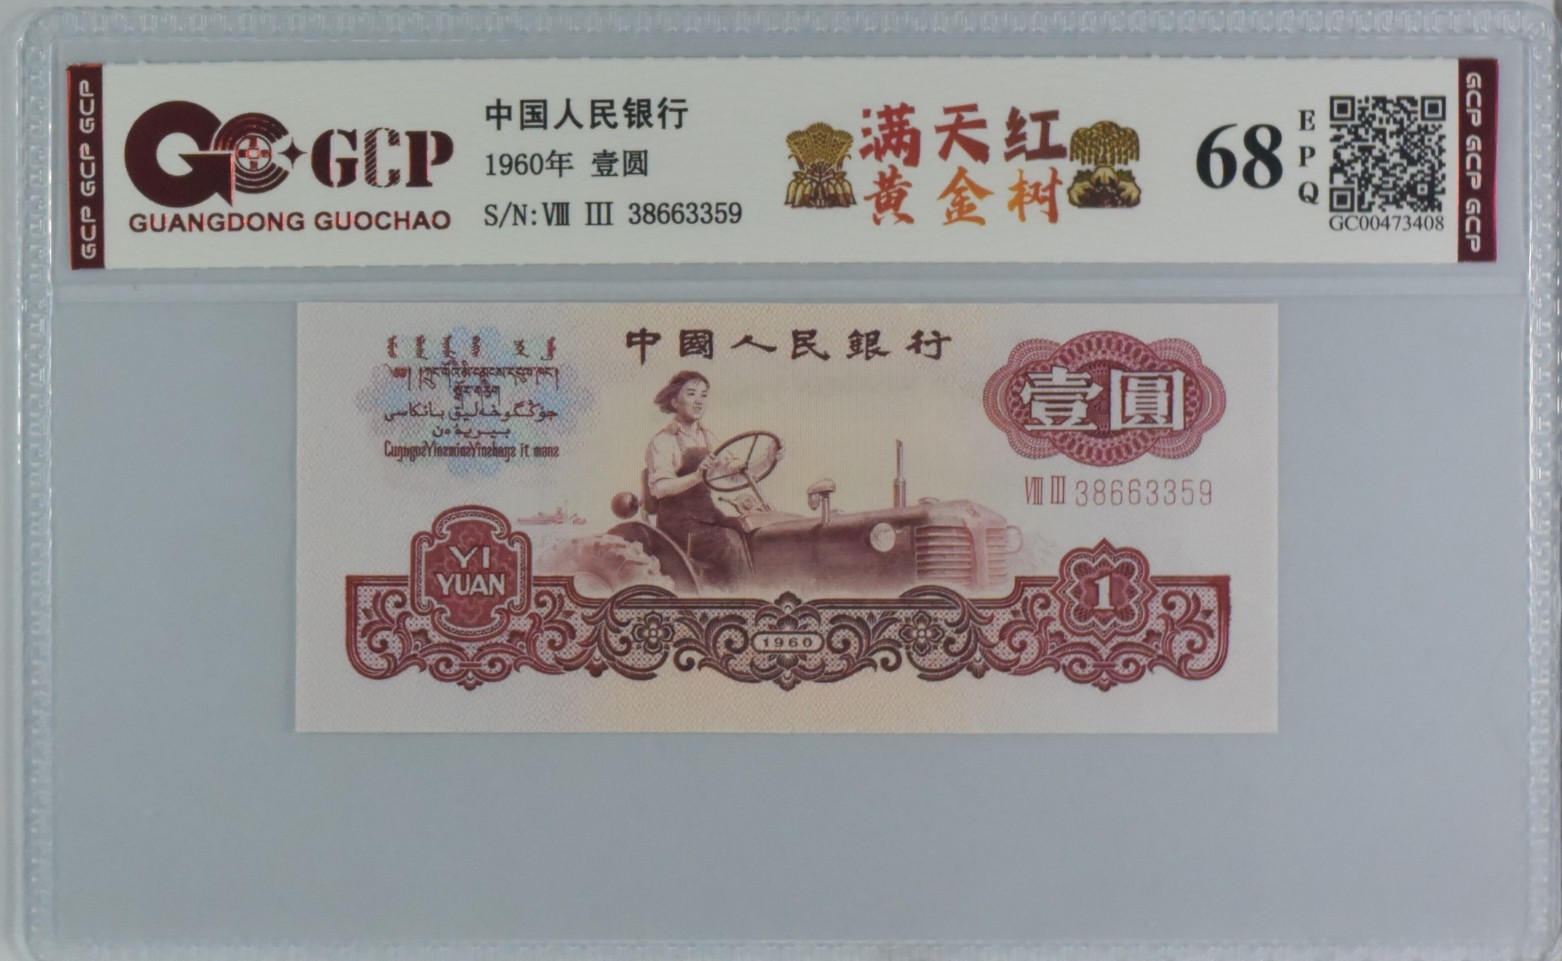 GCP GCP GCP
GCP
GUANGDONG GUOCHAO
中国人民银行
1960年 壹圆
S/N:Ⅷ Ⅲ 38663359
满天红
黄金树
68
EPQ
GC00473408
GCP GCP GCP
中國人民銀行
壹圓
Ⅷ Ⅲ 38663359
YI
YUAN
1
1960